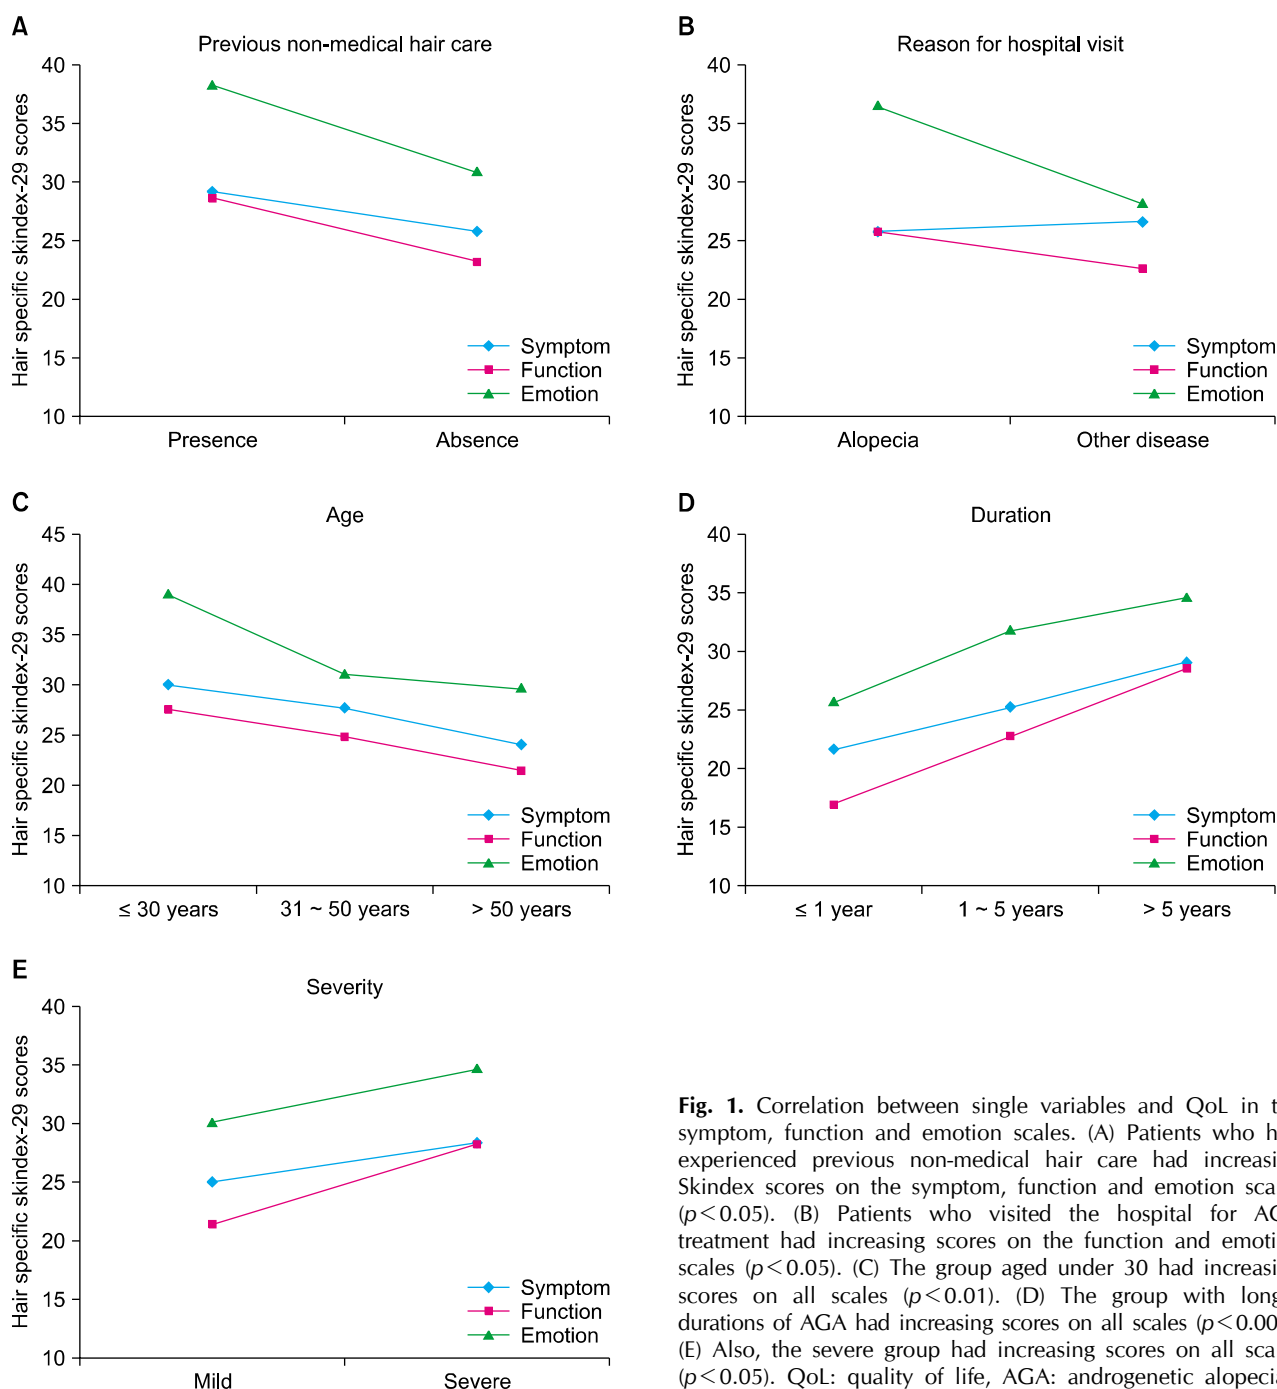 A
Previous non-medical hair care
Hair specific skindex-29 scores
40
35
30
25
20
15
10
Symptom
Function
Emotion
Presence Absence
B
Reason for hospital visit
Hair specific skindex-29 scores
40
35
30
25
20
15
10
Symptom
Function
Emotion
Alopecia Other disease
C
Age
Hair specific skindex-29 scores
45
40
35
30
25
20
15
10
Symptom
Function
Emotion
≤ 30 years 31 ~ 50 years > 50 years
D
Duration
Hair specific skindex-29 scores
40
35
30
25
20
15
10
Symptom
Function
Emotion
≤ 1 year 1 ~ 5 years > 5 years
E
Severity
Hair specific skindex-29 scores
40
35
30
25
20
15
10
Symptom
Function
Emotion
Mild Severe
Fig. 1. Correlation between single variables and QoL in
symptom, function and emotion scales. (A) Patients who
experienced previous non-medical hair care had
Skindex scores on the symptom, function and emotion
(p<0.05). (B) Patients who visited the hospital for
treatment had increasing scores on the function and
scales (p<0.05). (C) The group aged under 30 had
scores on all scales (p<0.01). (D) The group with
durations of AGA had increasing scores on all scales
(E) Also, the severe group had increasing scores on all
(p<0.05). QoL: quality of life, AGA: androgenetic